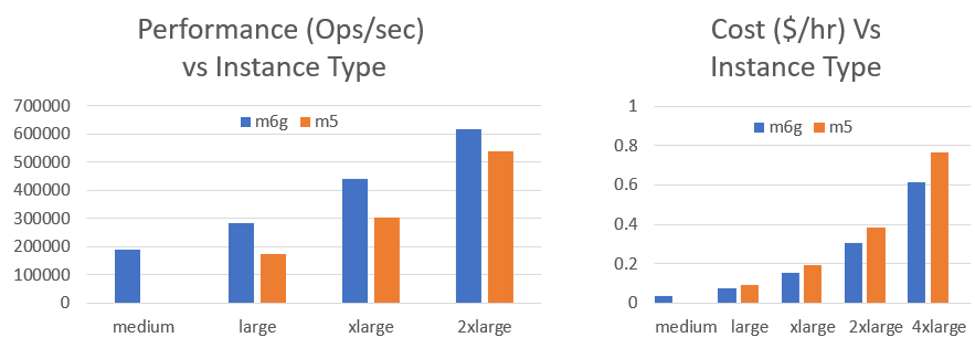 Performance (Ops/sec)
vs Instance Type
700000
m6g m5
600000
500000
400000
300000
200000
100000
0
medium large xlarge 2xlarge
Cost ($/hr) Vs
Instance Type
1
m6g m5
0.8
0.6
0.4
0.2
0
medium large xlarge 2xlarge 4xlarge